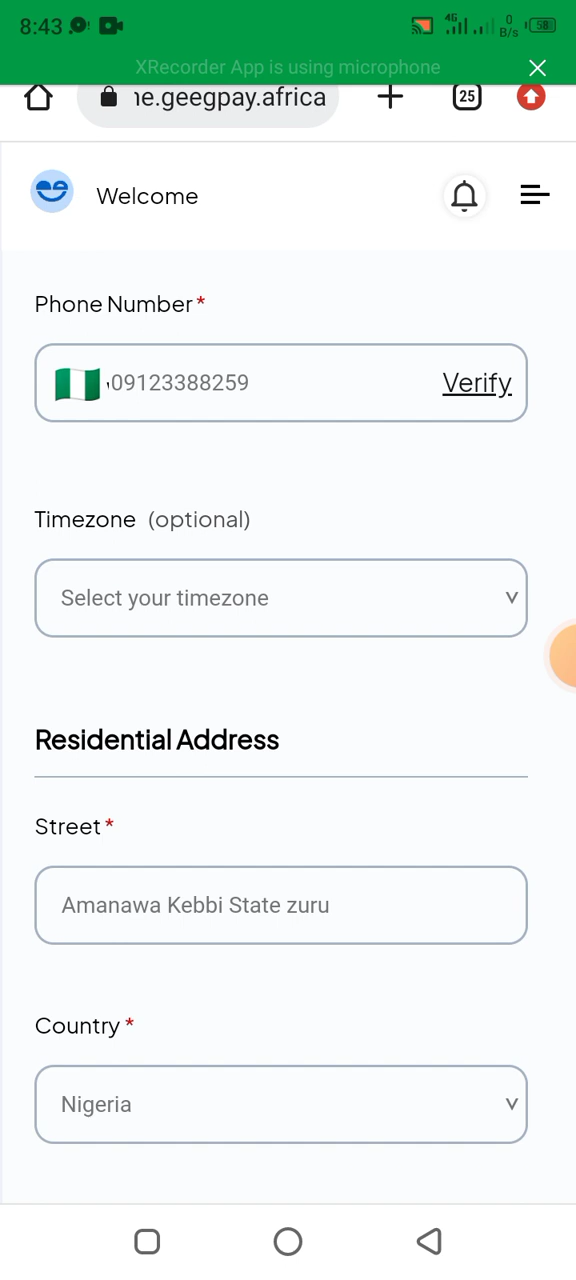 8:43
4G
0
B/s
58
XRecorder App is using microphone
ne.geegpay.africa
25
Welcome
Phone Number*
09123388259
Verify
Timezone (optional)
Select your timezone
Residential Address
Street*
Amanawa Kebbi State zuru
Country*
Nigeria